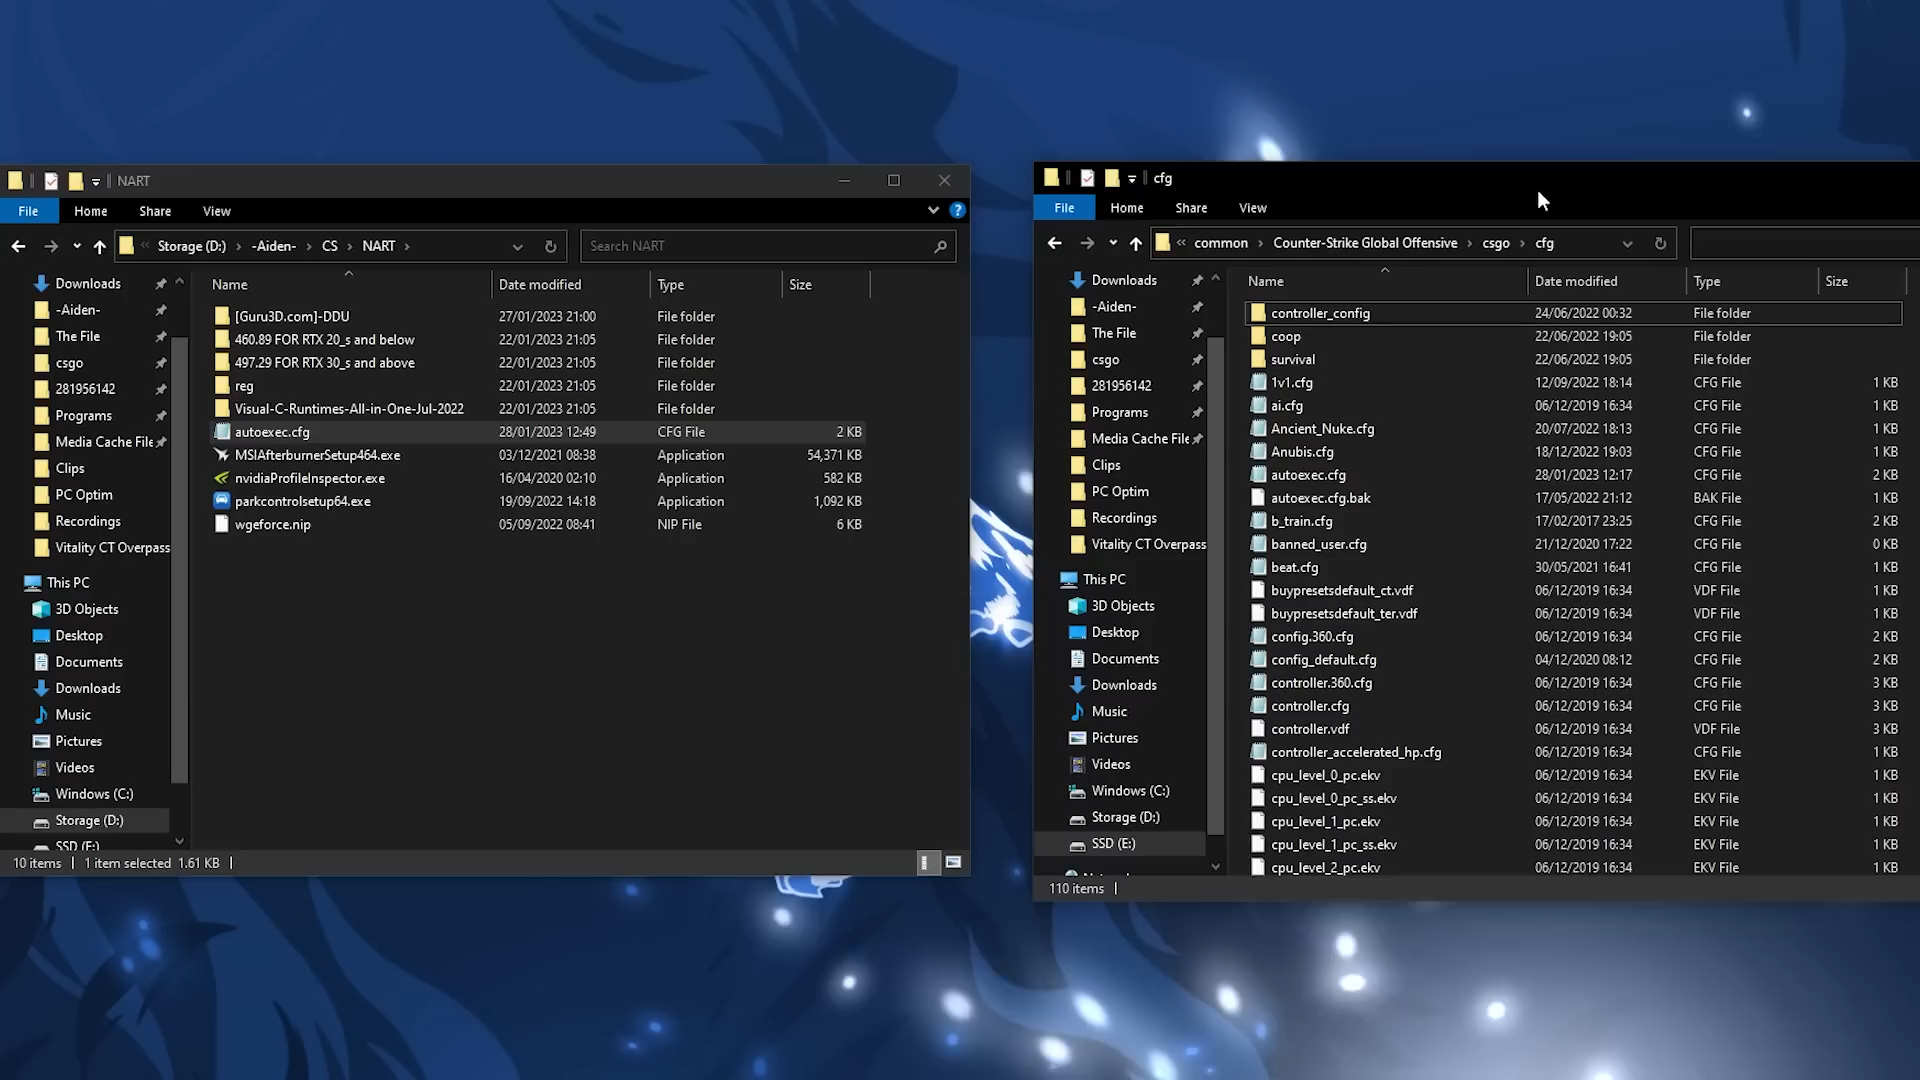 NART
File Home Share View
Storage (D:) › -Aiden- › CS › NART ›
Search NART
Downloads
-Aiden-
The File
csgo
281956142
Programs
Media Cache File
Clips
PC Optim
Recordings
Vitality CT Overpass
This PC
3D Objects
Desktop
Documents
Downloads
Music
Pictures
Videos
Windows (C:)
Storage (D:)
SSD (E:)
Name Date modified Type Size
[Guru3D.com]-DDU 27/01/2023 21:00 File folder
460.89 FOR RTX 20_s and below 22/01/2023 21:05 File folder
497.29 FOR RTX 30_s and above 22/01/2023 21:05 File folder
reg 22/01/2023 21:05 File folder
Visual-C-Runtimes-All-in-One-Jul-2022 22/01/2023 21:05 File folder
autoexec.cfg 28/01/2023 12:49 CFG File 2 KB
MSIAfterburnerSetup464.exe 03/12/2021 08:38 Application 54,371 KB
nvidiaProfileInspector.exe 16/04/2020 02:10 Application 582 KB
parkcontrolsetup64.exe 19/09/2022 14:18 Application 1,092 KB
wgeforce.nip 05/09/2022 08:41 NIP File 6 KB
10 items 1 item selected 1.61 KB
cfg
File Home Share View
common › Counter-Strike Global Offensive › csgo › cfg
Downloads
-Aiden-
The File
csgo
281956142
Programs
Media Cache File
Clips
PC Optim
Recordings
Vitality CT Overpass
This PC
3D Objects
Desktop
Documents
Downloads
Music
Pictures
Videos
Windows (C:)
Storage (D:)
SSD (E:)
Name Date modified Type Size
controller_config 24/06/2022 00:32 File folder
coop 22/06/2022 19:05 File folder
survival 22/06/2022 19:05 File folder
1v1.cfg 12/09/2022 18:14 CFG File 1 KB
ai.cfg 06/12/2019 16:34 CFG File 1 KB
Ancient_Nuke.cfg 20/07/2022 18:13 CFG File 1 KB
Anubis.cfg 18/12/2022 19:03 CFG File 1 KB
autoexec.cfg 28/01/2023 12:17 CFG File 2 KB
autoexec.cfg.bak 17/05/2022 21:12 BAK File 1 KB
b_train.cfg 17/02/2017 23:25 CFG File 2 KB
banned_user.cfg 21/12/2020 17:22 CFG File 0 KB
beat.cfg 30/05/2021 16:41 CFG File 1 KB
buypresetsdefault_ct.vdf 06/12/2019 16:34 VDF File 1 KB
buypresetsdefault_ter.vdf 06/12/2019 16:34 VDF File 1 KB
config.360.cfg 06/12/2019 16:34 CFG File 2 KB
config_default.cfg 04/12/2020 08:12 CFG File 2 KB
controller.360.cfg 06/12/2019 16:34 CFG File 3 KB
controller.cfg 06/12/2019 16:34 CFG File 3 KB
controller.vdf 06/12/2019 16:34 VDF File 3 KB
controller_accelerated_hp.cfg 06/12/2019 16:34 CFG File 1 KB
cpu_level_0_pc.ekv 06/12/2019 16:34 EKV File 1 KB
cpu_level_0_pc_ss.ekv 06/12/2019 16:34 EKV File 1 KB
cpu_level_1_pc.ekv 06/12/2019 16:34 EKV File 1 KB
cpu_level_1_pc_ss.ekv 06/12/2019 16:34 EKV File 1 KB
cpu_level_2_pc.ekv 06/12/2019 16:34 EKV File 1 KB
110 items